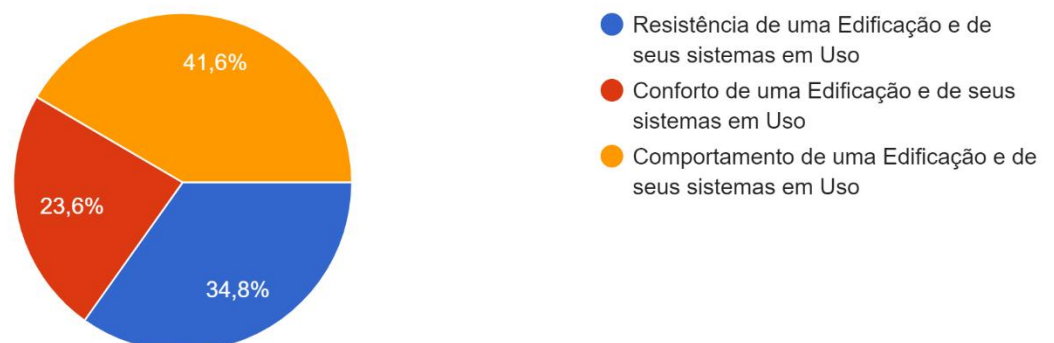 41,6%
23,6%
34,8%
Resistência de uma Edificação e de
seus sistemas em Uso
Conforto de uma Edificação e de seus
sistemas em Uso
Comportamento de uma Edificação e de
seus sistemas em Uso